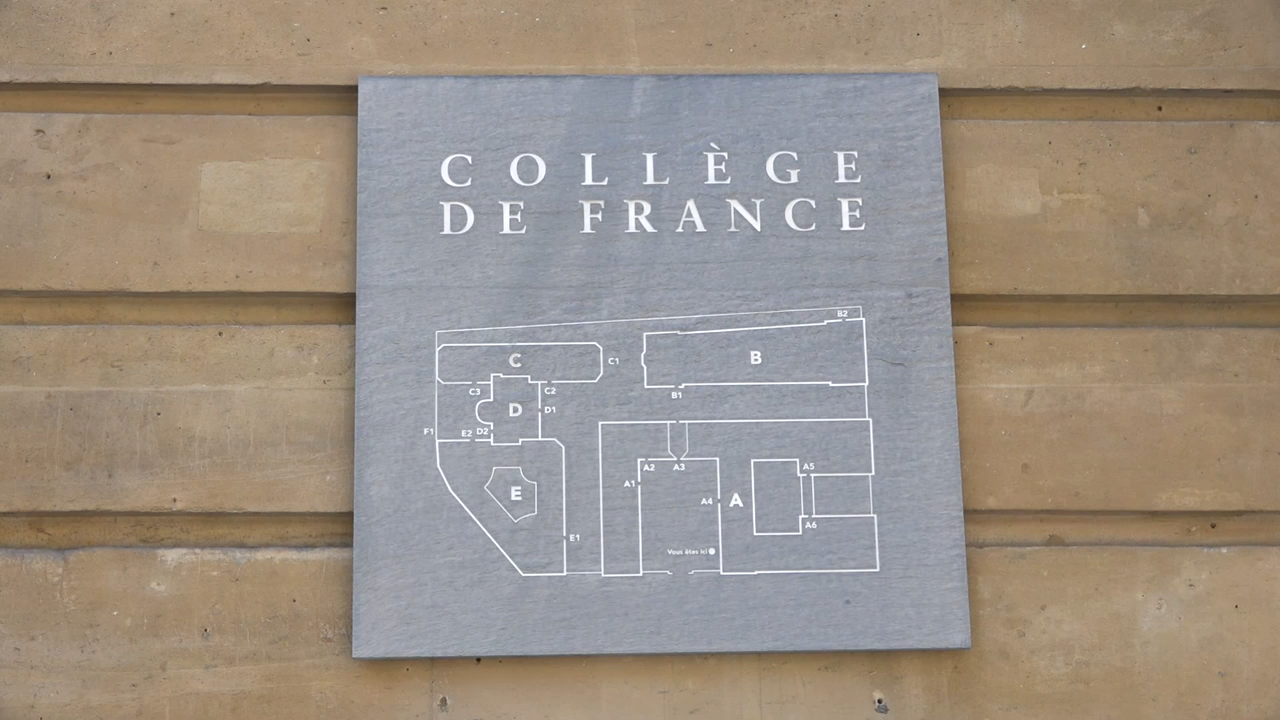 COLLÈGE
DE FRANCE
B2
C
C1
B
C3
C2
B1
D
D1
F1
E2
D2
A2
A3
A5
A1
E
A4
A
A6
E1
Vous êtes ici